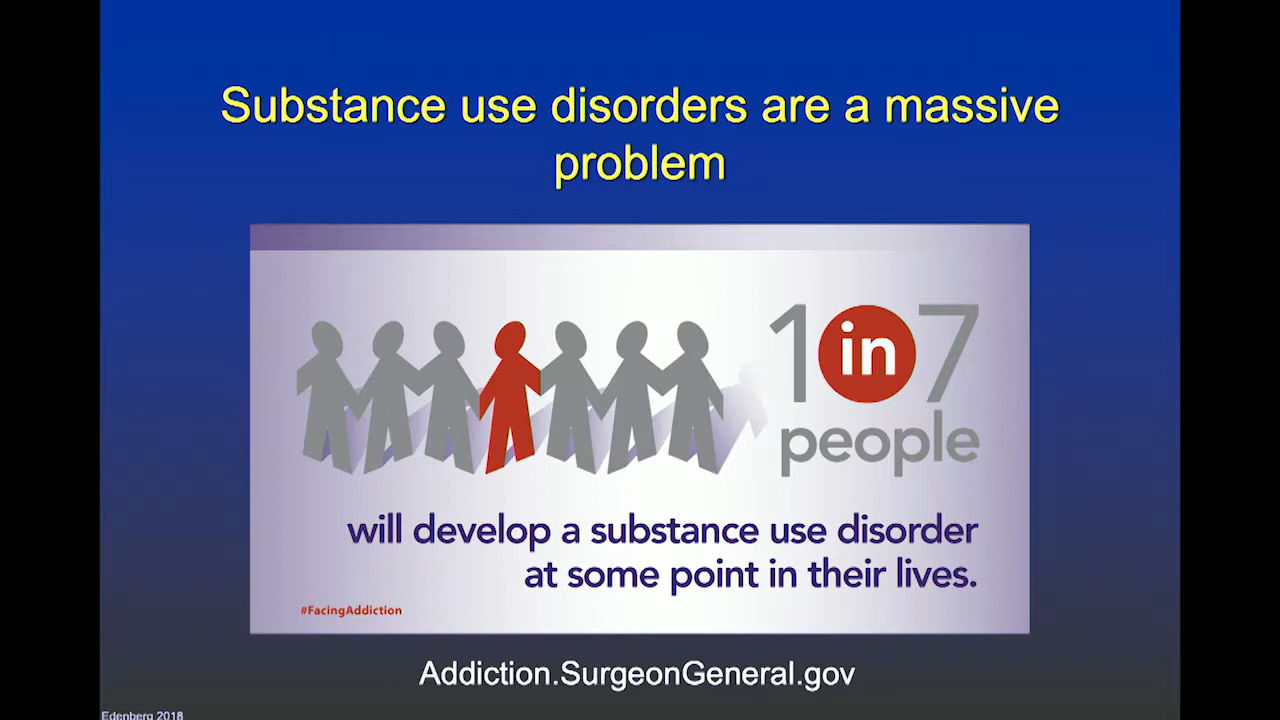 Substance use disorders are a massive
problem
1 in 7
people
will develop a substance use disorder
at some point in their lives.
#FacingAddiction
Addiction.SurgeonGeneral.gov
Edenberg 2018